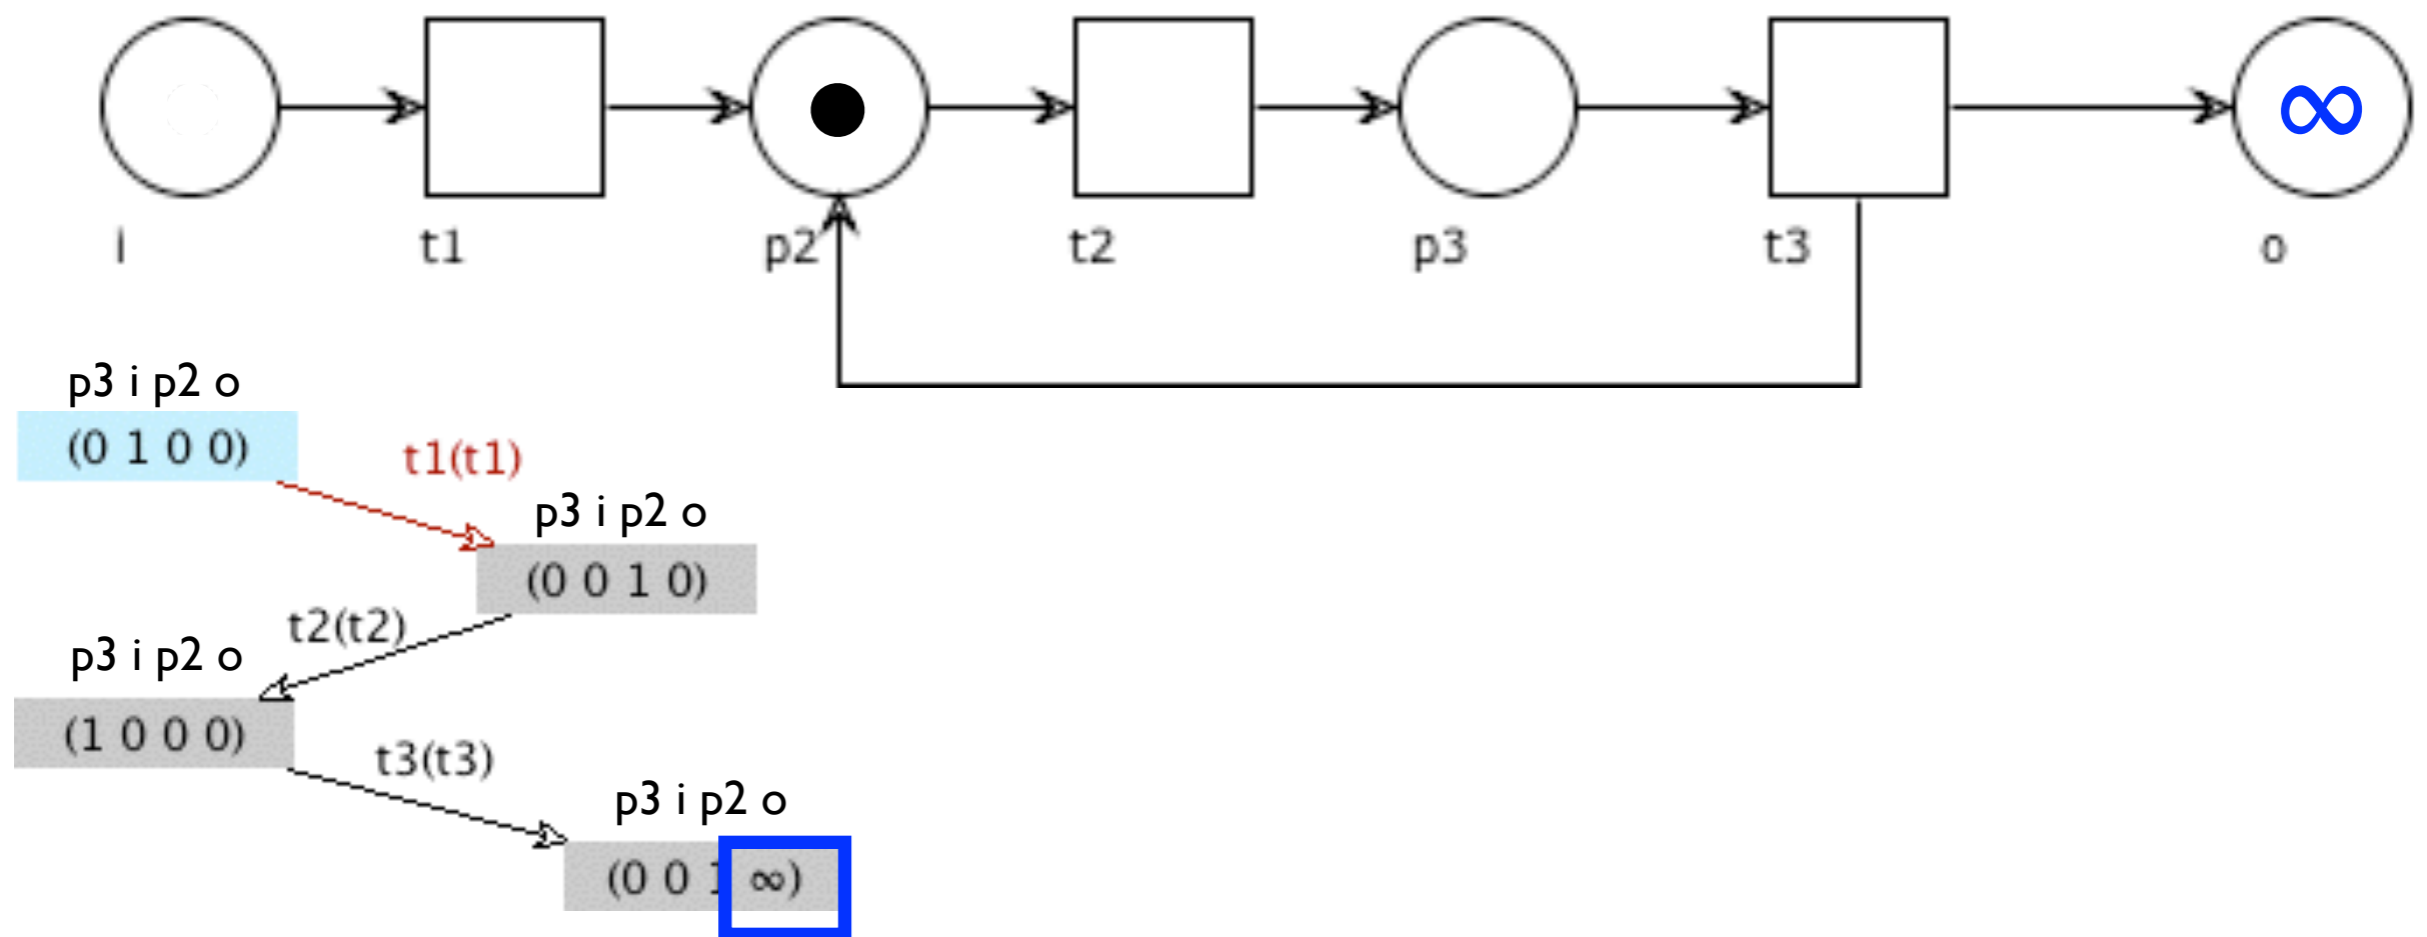 ∞
i t1 p2 t2 p3 t3 o
p3 i p2 o
(0 1 0 0)
t1(t1)
p3 i p2 o
(0 0 1 0)
t2(t2)
p3 i p2 o
(1 0 0 0)
t3(t3)
p3 i p2 o
(0 0 1 ∞)